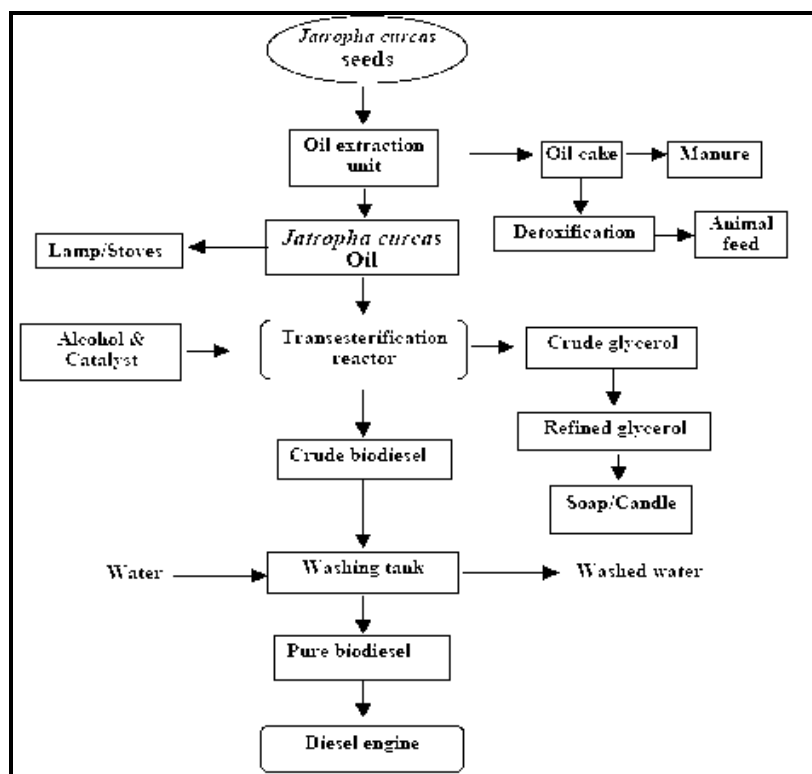 Jatropha curcas
seeds
Oil extraction
unit
Oil cake
Manure
Detoxification
Animal
feed
Lamp/Stoves
Jatropha curcas
Oil
Alcohol &
Catalyst
Transesterification
reactor
Crude glycerol
Refined glycerol
Soap/Candle
Crude biodiesel
Water
Washing tank
Washed water
Pure biodiesel
Diesel engine